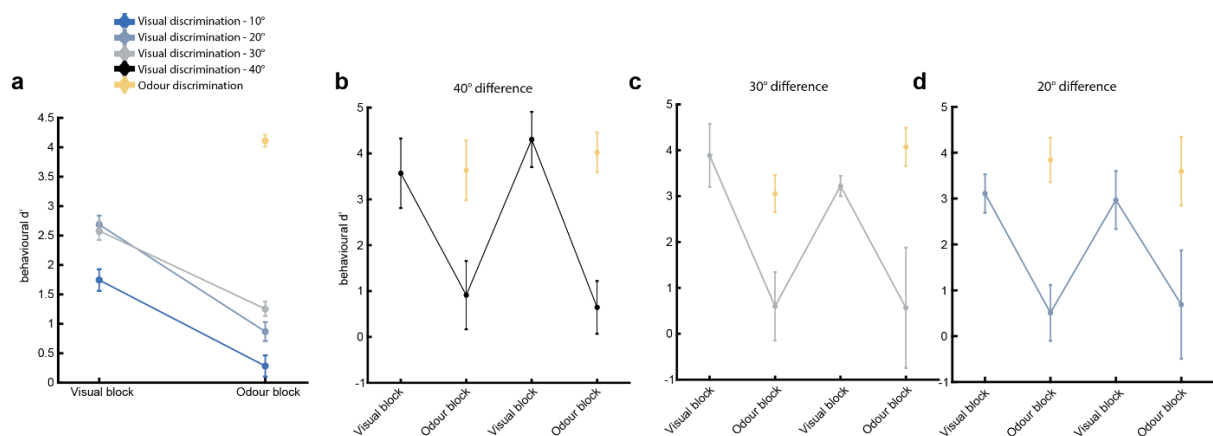 Visual discrimination - 10°
Visual discrimination - 20°
Visual discrimination - 30°
Visual discrimination - 40°
Odour discrimination
a
4.5
4
3.5
3
2.5
2
1.5
1
0.5
0
behavioural d'
Visual block
Odour block
b
40° difference
5
4
3
2
1
0
-1
behavioural d'
Visual block
Odour block
Visual block
Odour block
c
30° difference
5
4
3
2
1
0
-1
Visual block
Odour block
Visual block
Odour block
d
20° difference
5
4
3
2
1
0
-1
Visual block
Odour block
Visual block
Odour block